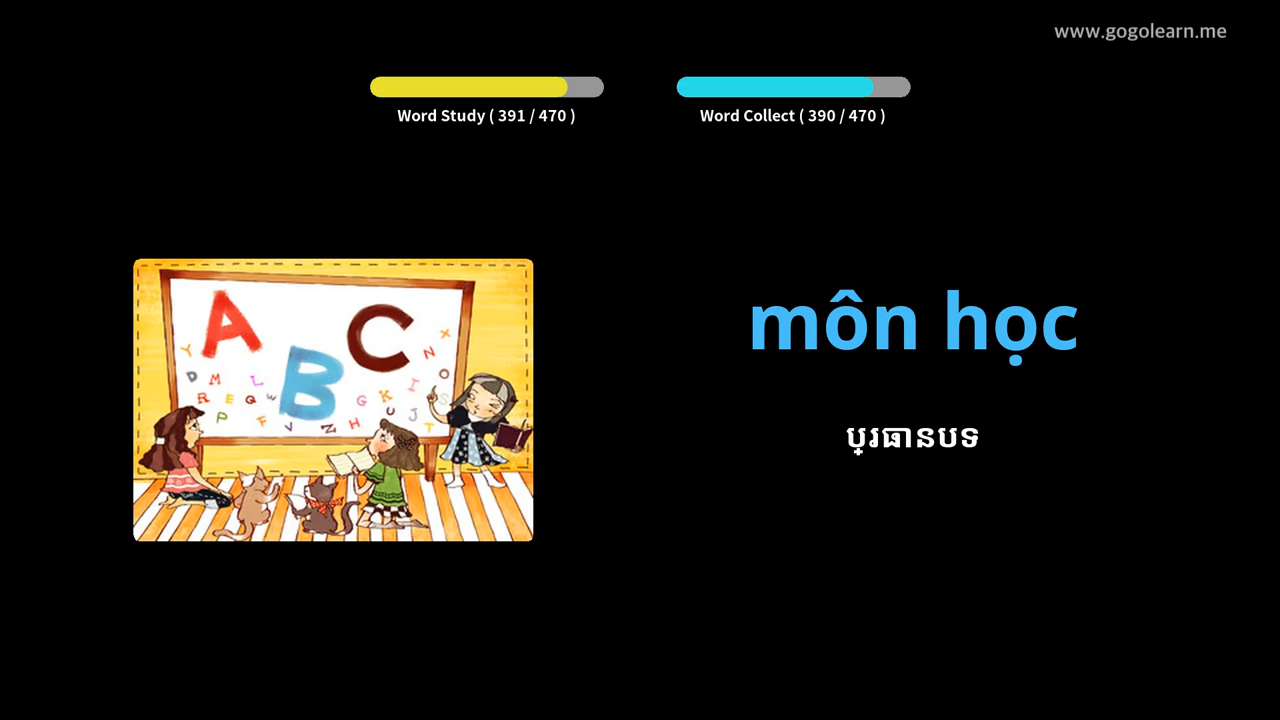 www.gogolearn.me
Word Study ( 391 / 470 )
Word Collect ( 390 / 470 )
A
B
C
Y
X
N
D
M
L
O
I
R
E
Q
W
G
K
S
P
F
V
Z
H
U
J
T
môn học
ប្រធានបទ